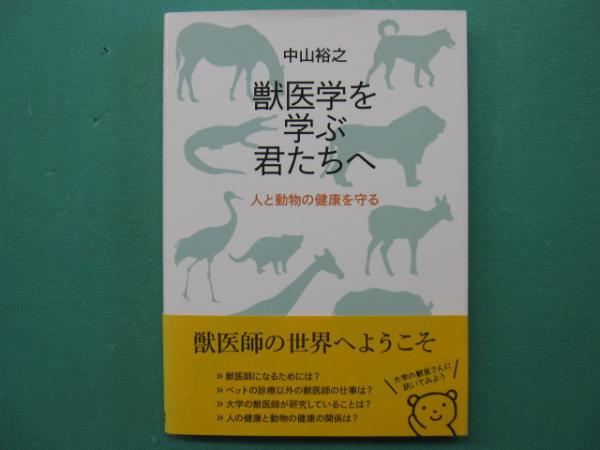 中山裕之
獣医学を
学ぶ
君たちへ
人と動物の健康を守る
獣医師の世界へようこそ
» 獣医師になるためには?
» ペットの診療以外の獣医師の仕事は?
» 大学の獣医師が研究していることは?
» 人の健康と動物の健康の関係は?
大学の獣医さんに
訊いてみよう